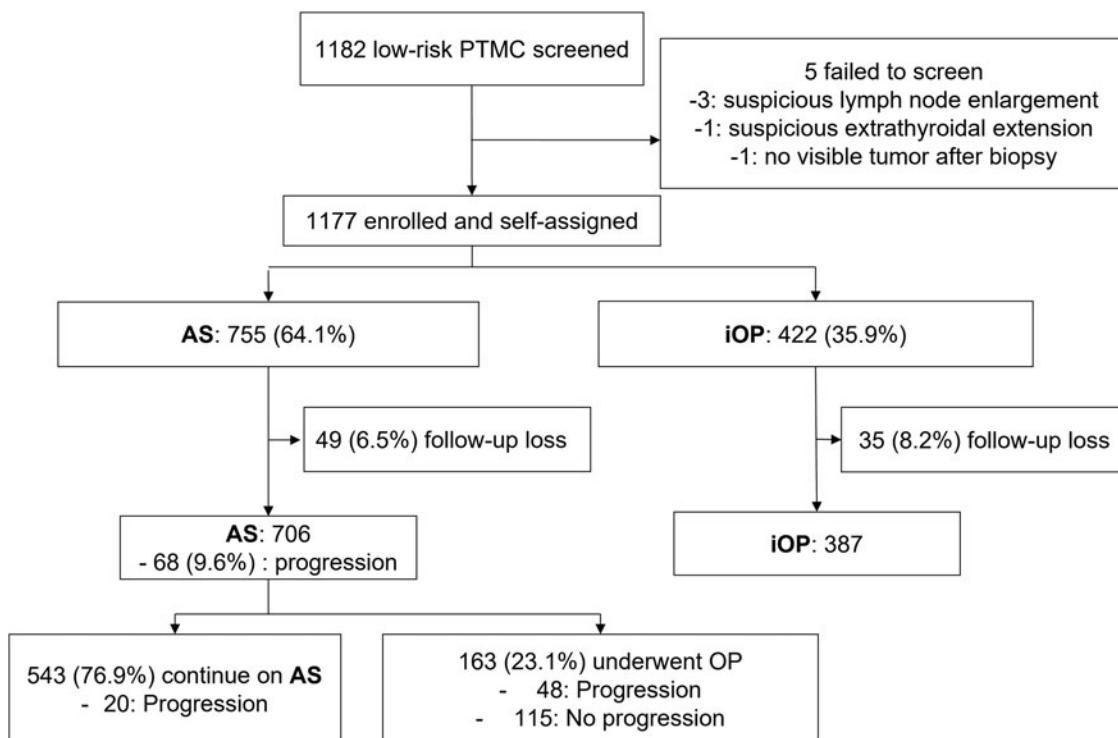 1182 low-risk PTMC screened
5 failed to screen
-3: suspicious lymph node enlargement
-1: suspicious extrathyroidal extension
-1: no visible tumor after biopsy
1177 enrolled and self-assigned
AS: 755 (64.1%)
iOP: 422 (35.9%)
49 (6.5%) follow-up loss
35 (8.2%) follow-up loss
AS: 706
- 68 (9.6%) : progression
iOP: 387
543 (76.9%) continue on AS
- 20: Progression
163 (23.1%) underwent OP
- 48: Progression
- 115: No progression